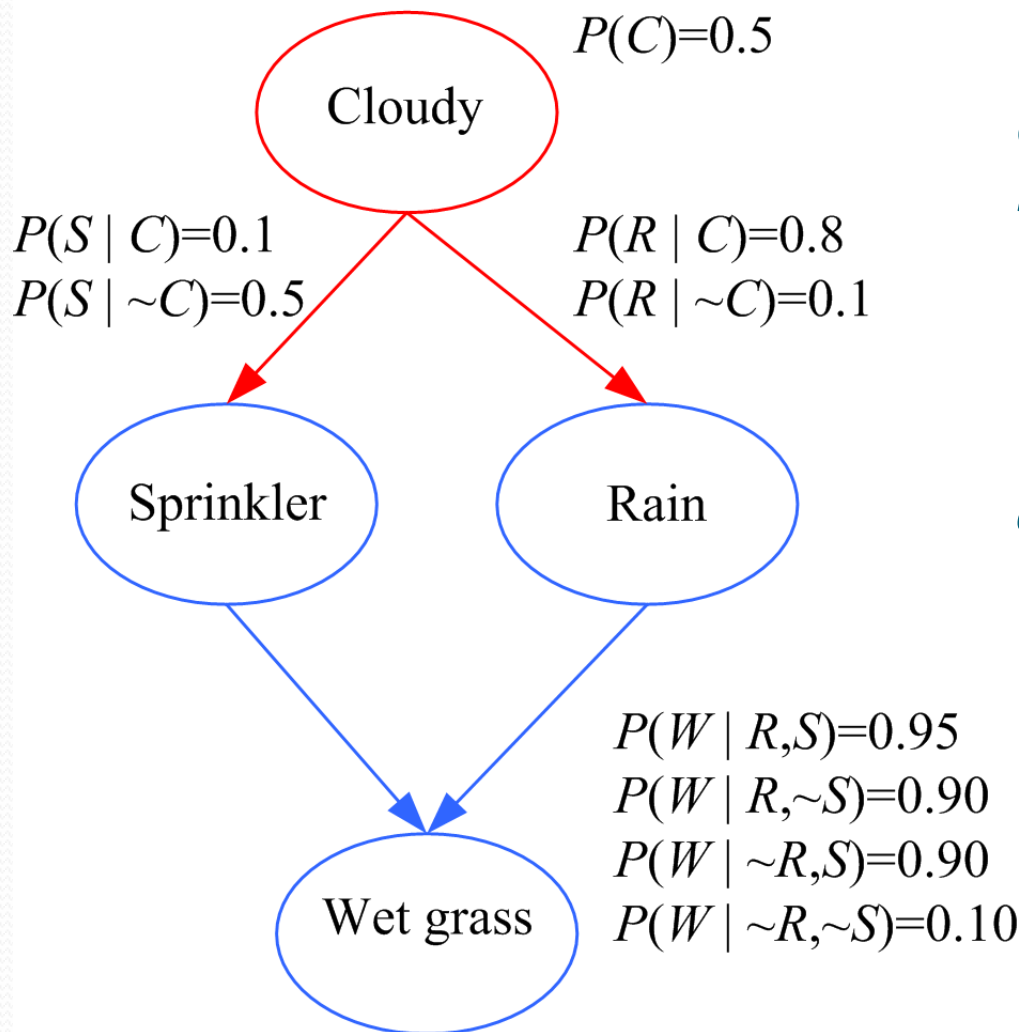 P(C)=0.5
Cloudy
P(S | C)=0.1
P(S | ~C)=0.5
P(R | C)=0.8
P(R | ~C)=0.1
Sprinkler
Rain
P(W | R,S)=0.95
P(W | R,~S)=0.90
P(W | ~R,S)=0.90
P(W | ~R,~S)=0.10
Wet grass